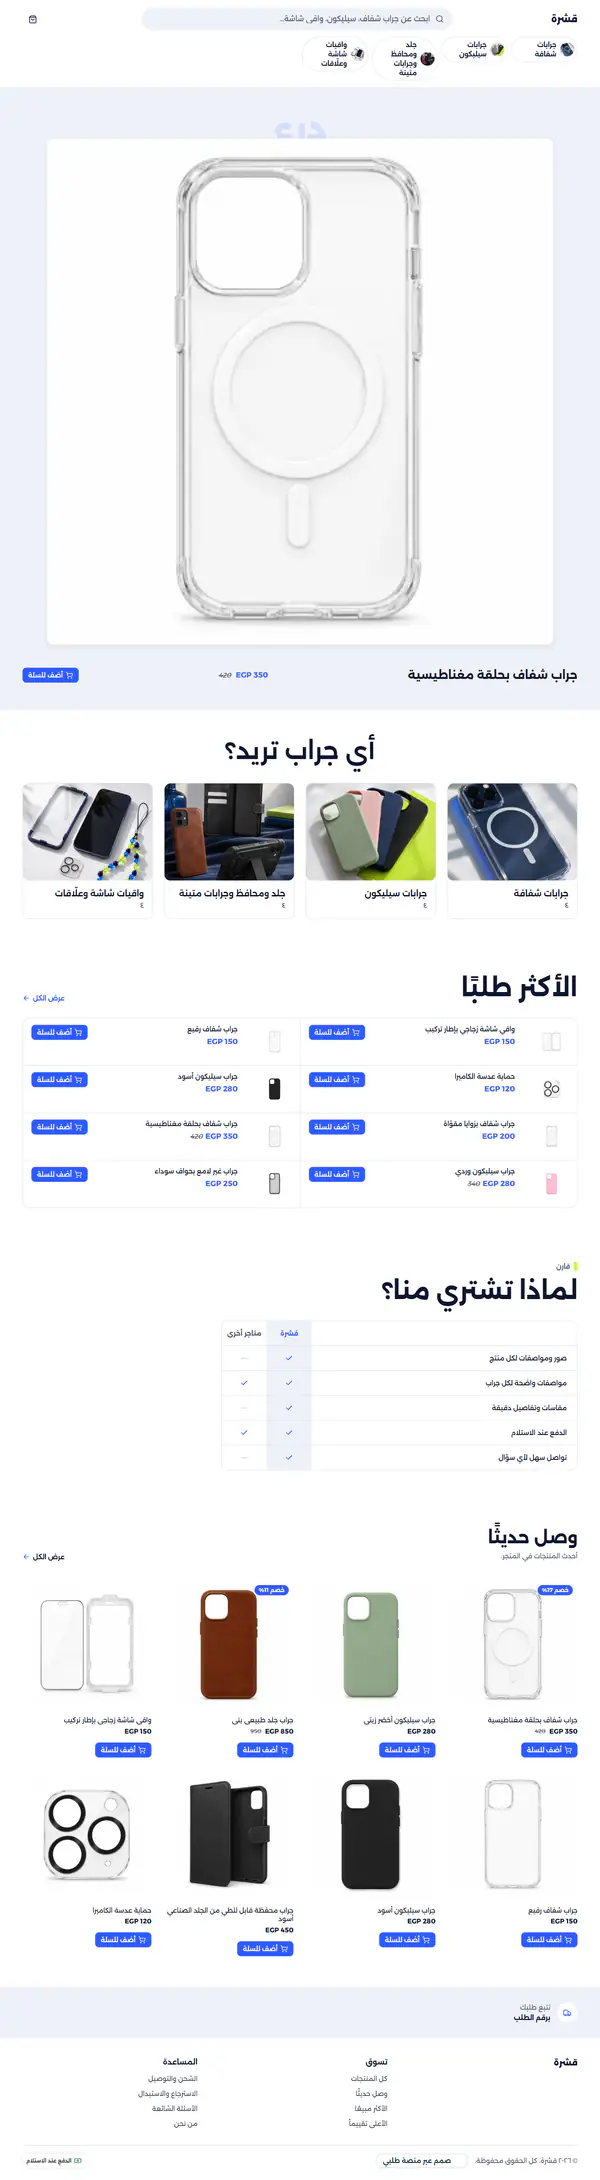 قشرة
ابحث عن جراب شفاف، سيليكون، واقي شاشة...
جرابات شفافة
جرابات سيليكون
جلد ومحافظ وجرابات متينة
واقيات شاشة وعلّاقات
جراب شفاف بحلقة مغناطيسية
EGP 350 420
أضف للسلة
أي جراب تريد؟
جرابات شفافة
٤
جرابات سيليكون
٤
جلد ومحافظ وجرابات متينة
٤
واقيات شاشة وعلّاقات
٤
الأكثر طلبًا
عرض الكل
واقي شاشة زجاجي بإطار تركيب
EGP 150
أضف للسلة
جراب شفاف رفيع
EGP 150
أضف للسلة
حماية عدسة الكاميرا
EGP 120
أضف للسلة
جراب سيليكون أسود
EGP 280
أضف للسلة
جراب شفاف بزوايا مقوّاة
EGP 200
أضف للسلة
جراب شفاف بحلقة مغناطيسية
EGP 350 420
أضف للسلة
جراب سيليكون وردي
EGP 280 340
أضف للسلة
جراب غير لامع بحواف سوداء
EGP 250
أضف للسلة
قارن
لماذا تشتري منا؟
قشرة
متاجر أخرى
صور ومواصفات لكل منتج
مواصفات واضحة لكل جراب
مقاسات وتفاصيل دقيقة
الدفع عند الاستلام
تواصل سهل لأي سؤال
وصل حديثًا
أحدث المنتجات في المتجر.
عرض الكل
خصم 17%
جراب شفاف بحلقة مغناطيسية
EGP 350 420
أضف للسلة
جراب سيليكون أخضر زيتي
EGP 280
أضف للسلة
خصم 11%
جراب جلد طبيعي بني
EGP 850 950
أضف للسلة
واقي شاشة زجاجي بإطار تركيب
EGP 150
أضف للسلة
جراب شفاف رفيع
EGP 150
أضف للسلة
جراب سيليكون أسود
EGP 280
أضف للسلة
جراب محفظة قابل للطي من الجلد الصناعي
أسود
EGP 450
أضف للسلة
حماية عدسة الكاميرا
EGP 120
أضف للسلة
تتبع طلبك
برقم الطلب
قشرة
تسوق
كل المنتجات
وصل حديثًا
الأكثر مبيعًا
الأعلى تقييماً
المساعدة
الشحن والتوصيل
الاسترجاع والاستبدال
الأسئلة الشائعة
من نحن
© ٢٠٢٦ قشرة. كل الحقوق محفوظة.
صمم عبر منصة طلبي
الدفع عند الاستلام